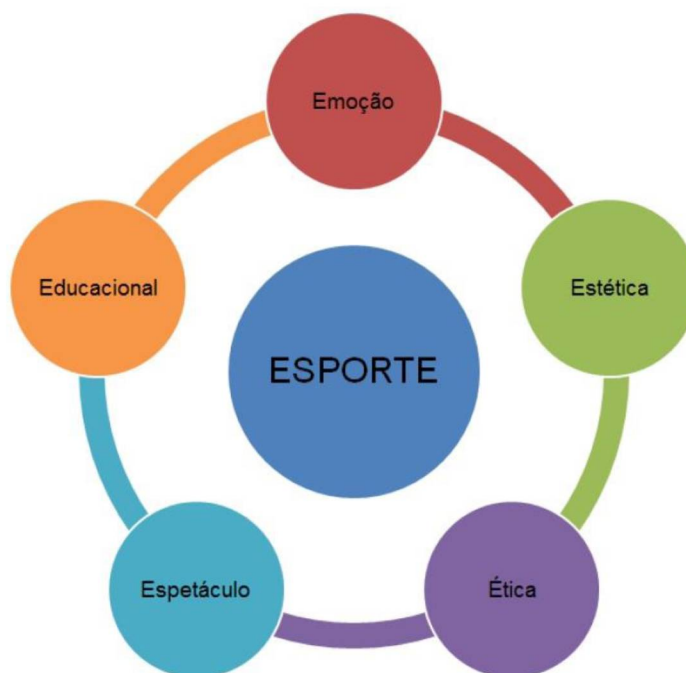 Emoção
Educacional
Estética
ESPORTE
Espetáculo
Ética